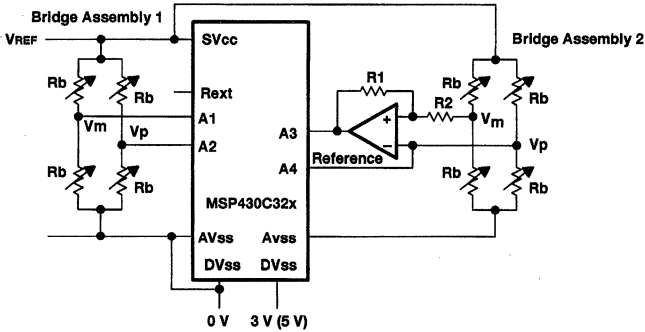 Bridge Assembly 1
VREF
SVcc
Bridge Assembly 2
Rb
Rb
Rext
R1
R2
Rb
Rb
Vm
A1
Vp
A2
A3
+
−
Vm
Vp
Reference
A4
Rb
Rb
MSP430C32x
Rb
Rb
AVss
Avss
DVss
DVss
0 V
3 V (5 V)